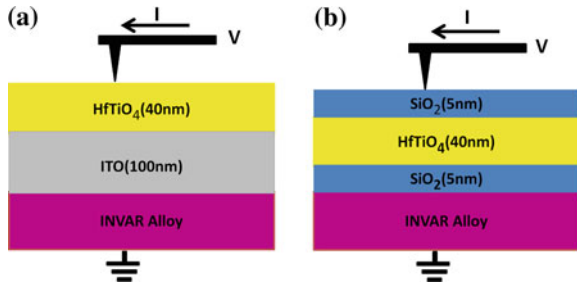 (a)
I
V
HfTiO₄(40nm)
ITO(100nm)
INVAR Alloy
(b)
I
V
SiO₂(5nm)
HfTiO₄(40nm)
SiO₂(5nm)
INVAR Alloy